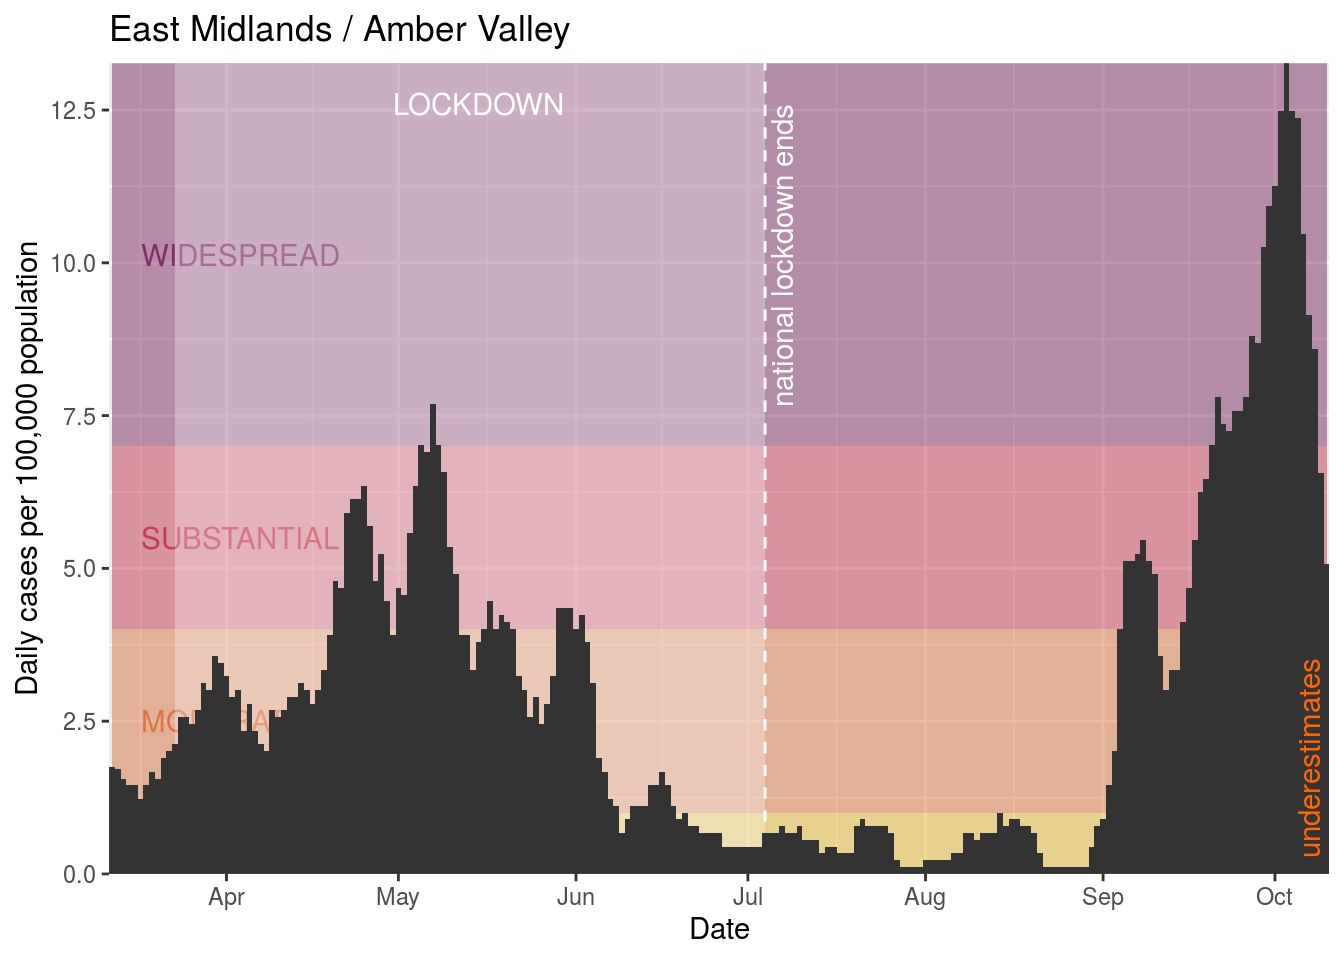 East Midlands / Amber Valley
LOCKDOWN
WIDESPREAD
SUBSTANTIAL
national lockdown ends
underestimates
Daily cases per 100,000 population
12.5
10.0
7.5
5.0
2.5
0.0
Apr May Jun Jul Aug Sep Oct
Date